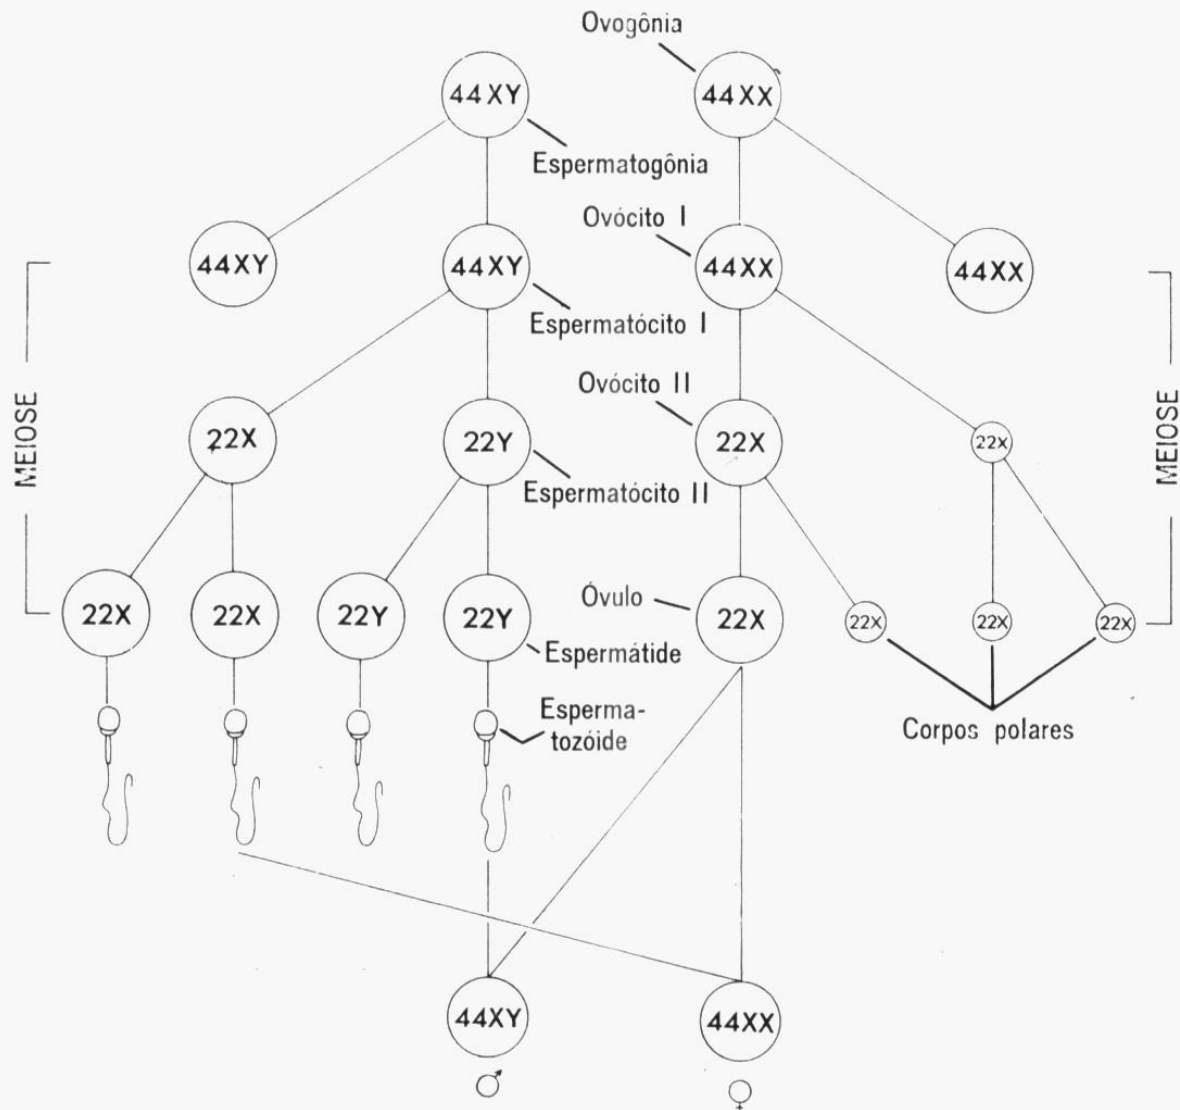 Ovogônia
44XY
44XX
Espermatogônia
Ovócito I
44XY
44XY
44XX
44XX
Espermatócito I
Ovócito II
MEIOSE
MEIOSE
22X
22Y
22X
22X
Espermatócito II
Óvulo
22X
22X
22Y
22Y
22X
22X
22X
22X
Espermátide
Esperma-
tozóide
Corpos polares
44XY
44XX
♂
♀